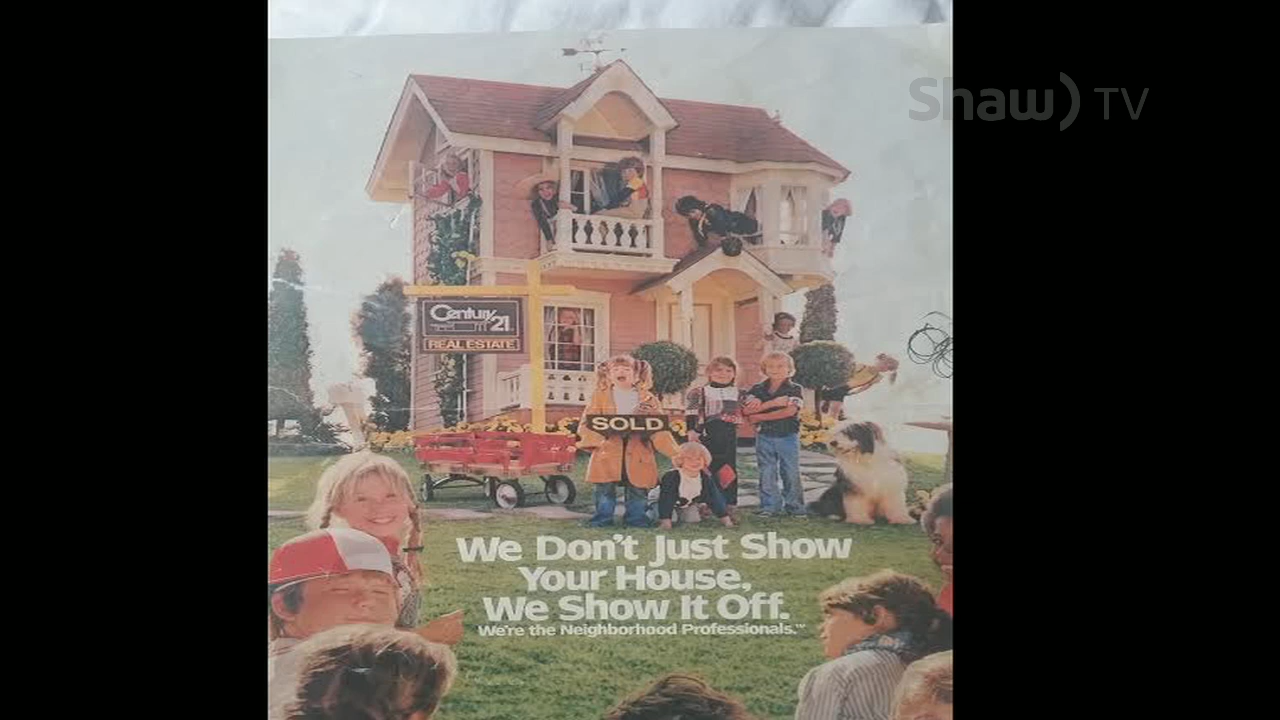 Shaw) TV
Century 21
REAL ESTATE
SOLD
We Don't Just Show
Your House,
We Show It Off.
We're the Neighborhood Professionals.™